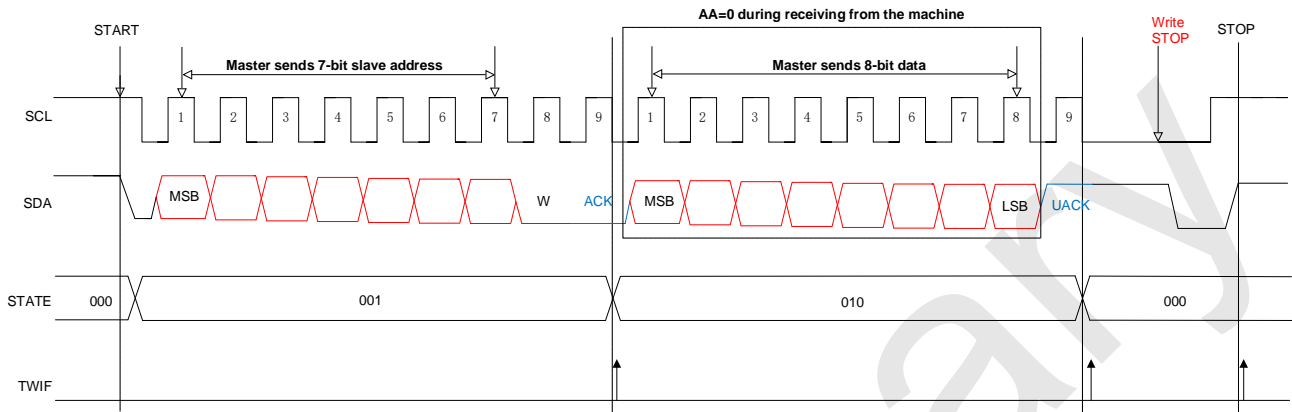 AA=0 during receiving from the machine
START
Write
STOP
STOP
Master sends 7-bit slave address
Master sends 8-bit data
SCL
1 2 3 4 5 6 7 8 9 1 2 3 4 5 6 7 8 9
SDA
MSB W ACK MSB LSB UACK
STATE
000 001 010 000
TWIF
ary